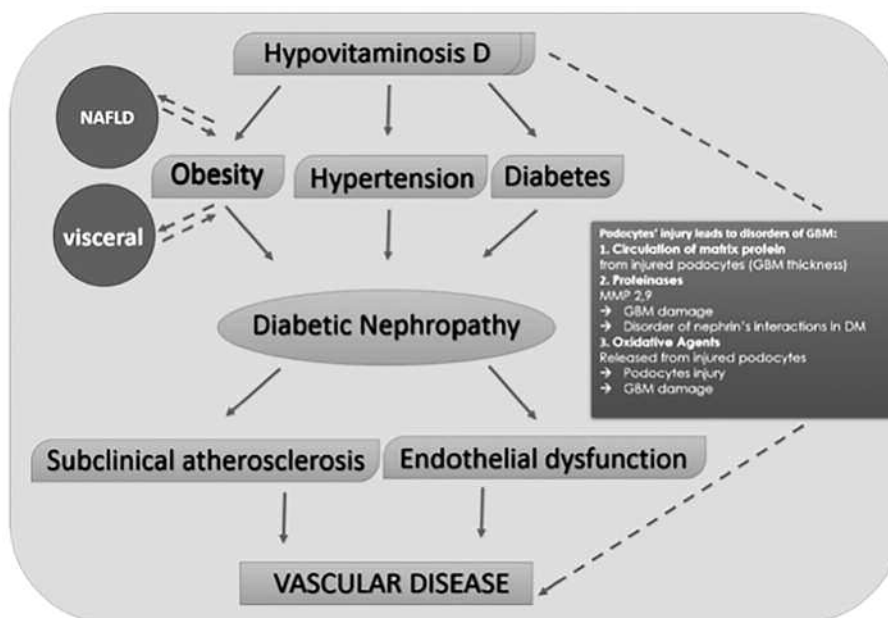 Hypovitaminosis D
NAFLD
Obesity
Hypertension
Diabetes
visceral
Podocytes' injury leads to disorders of GBM:
1. Circulation of matrix protein
from injured podocytes (GBM thickness)
2. Proteinases
MMP 2,9
→ GBM damage
→ Disorder of nephrin's interactions in DM
3. Oxidative Agents
Released from injured podocytes
→ Podocytes injury
→ GBM damage
Diabetic Nephropathy
Subclinical atherosclerosis
Endothelial dysfunction
VASCULAR DISEASE